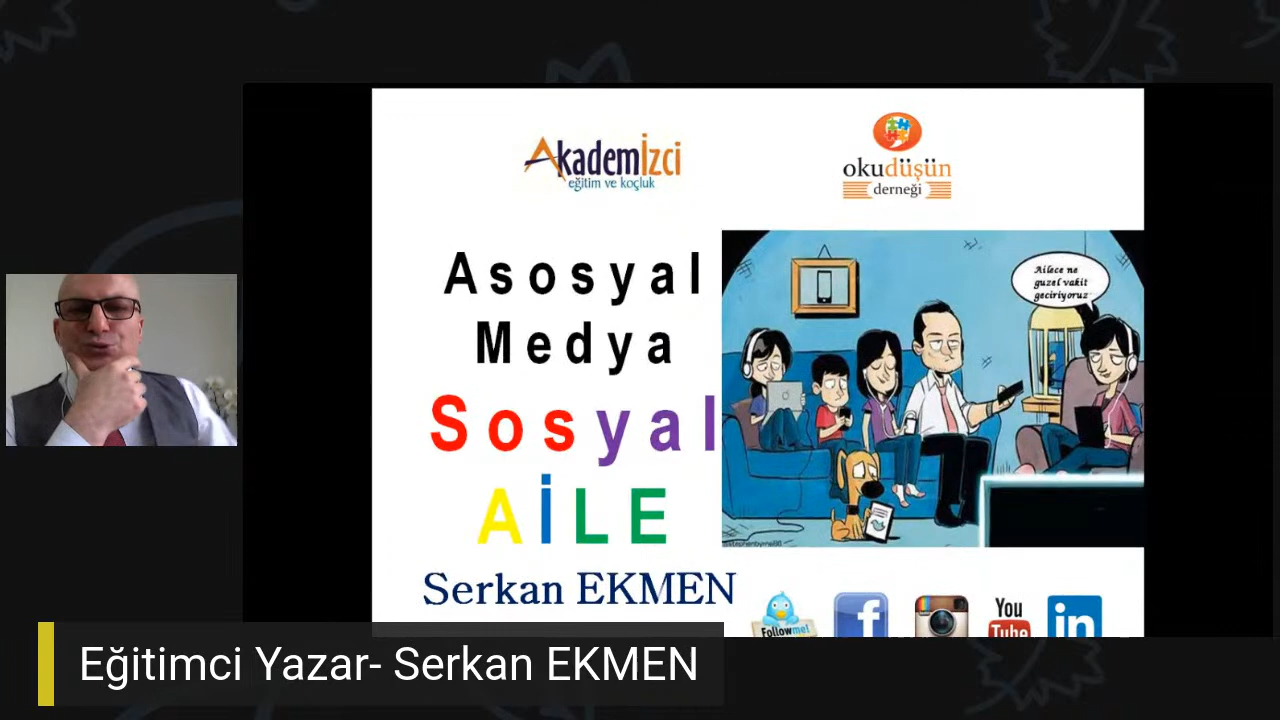 Akademİzci
eğitim ve koçluk
okudüşün
derneği
Asosyal
Medya
Sosyal
AİLE
Serkan EKMEN
Ailece ne
guzel vakit
geciriyoruz
Follow me!
f
You
Tube
in
Eğitimci Yazar- Serkan EKMEN